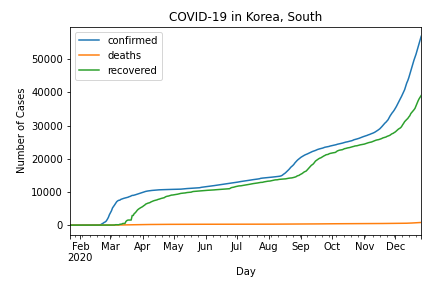 COVID-19 in Korea, South
confirmed
deaths
recovered
Number of Cases
50000
40000
30000
20000
10000
0
Feb Mar Apr May Jun Jul Aug Sep Oct Nov Dec
2020
Day